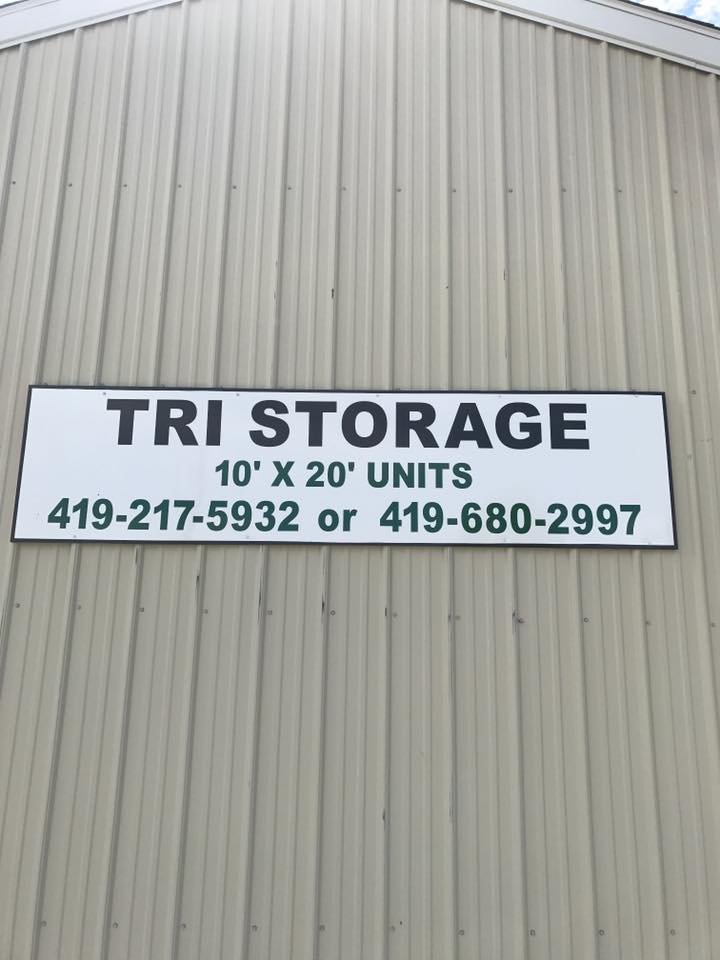 TRI STORAGE
10' X 20' UNITS
419-217-5932 or 419-680-2997